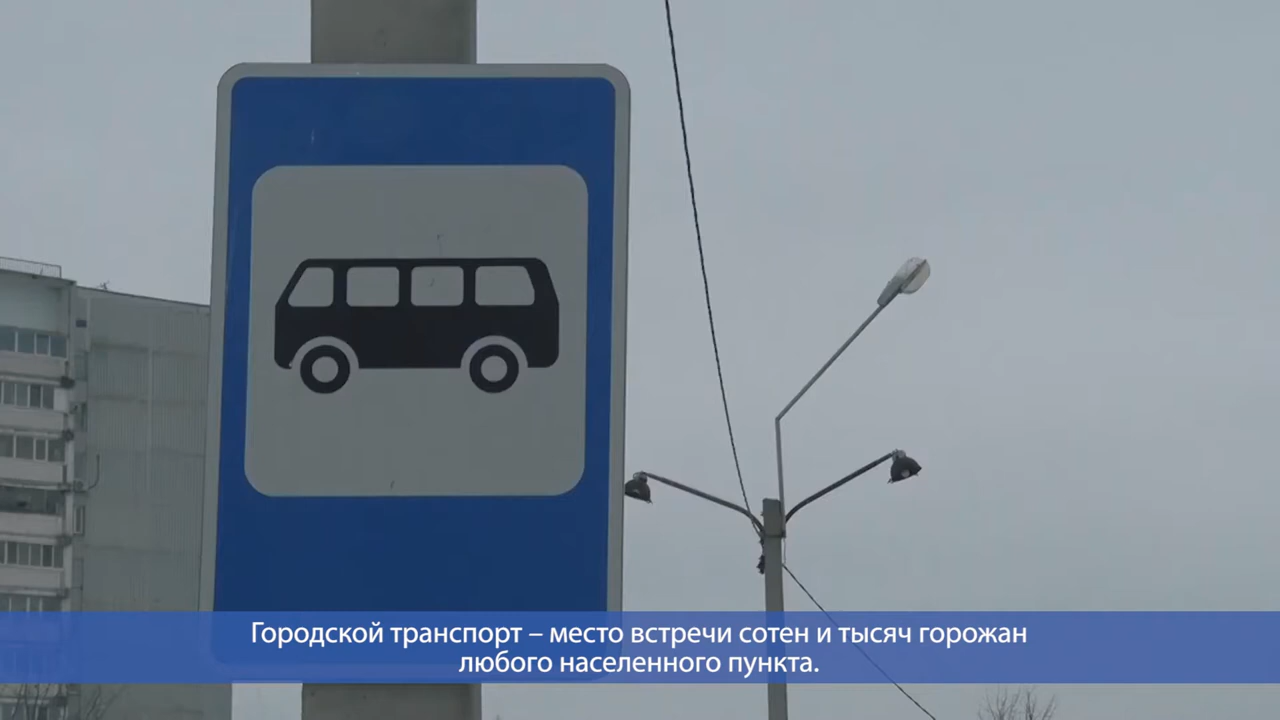 Городской транспорт – место встречи сотен и тысяч горожан
любого населенного пункта.